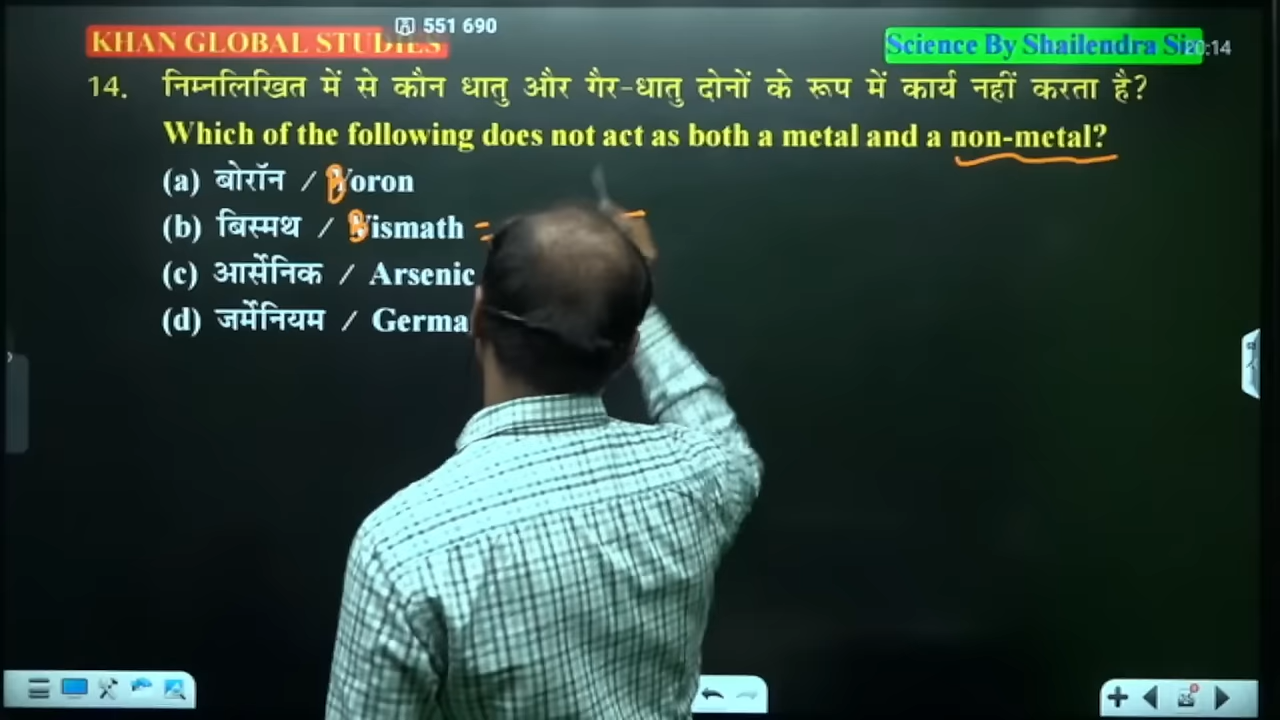 551 690
KHAN GLOBAL STUDIES
Science By Shailendra Sir
20:14
14. निम्नलिखित में से कौन धातु और गैर-धातु दोनों के रूप में कार्य नहीं करता है?
Which of the following does not act as both a metal and a non-metal?
(a) बोरॉन / Boron
(b) बिस्मथ / Bismath =
(c) आर्सेनिक / Arsenic
(d) जर्मेनियम / Germa